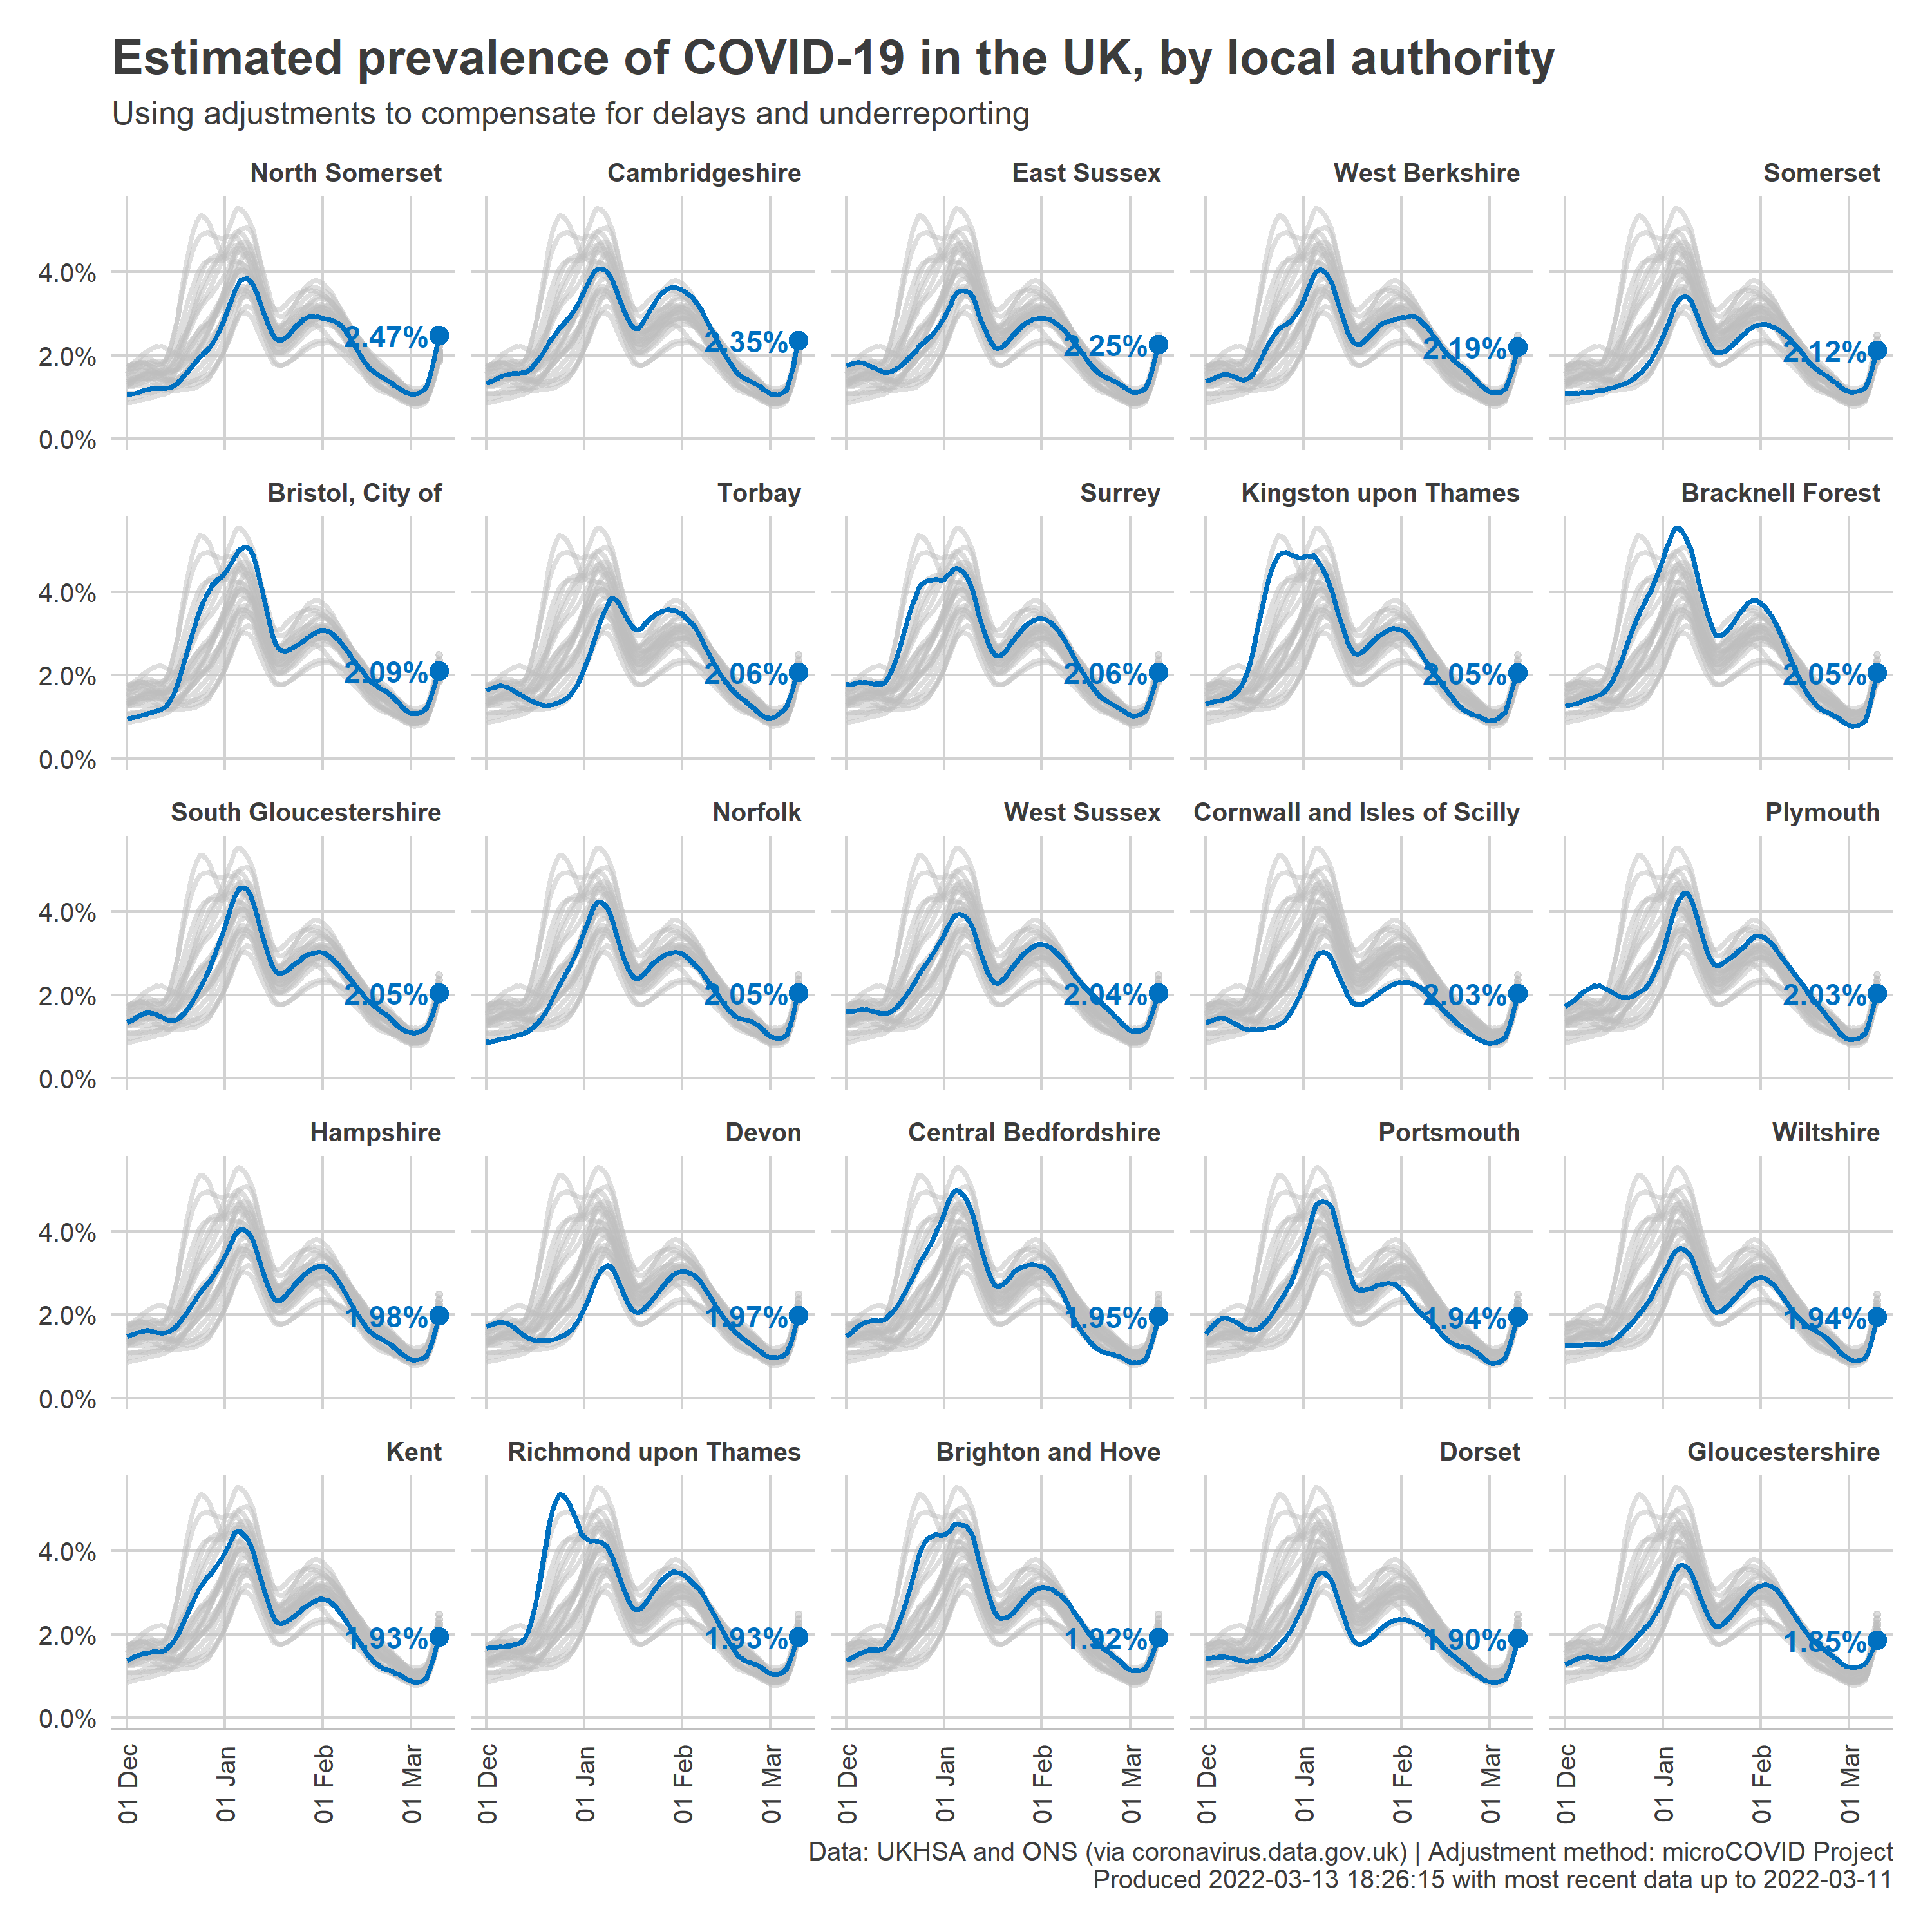 Estimated prevalence of COVID-19 in the UK, by local authority
Using adjustments to compensate for delays and underreporting
North Somerset
Cambridgeshire
East Sussex
West Berkshire
Somerset
4.0%
2.0%
0.0%
2.47%
2.35%
2.25%
2.19%
2.12%
Bristol, City of
Torbay
Surrey
Kingston upon Thames
Bracknell Forest
4.0%
2.0%
0.0%
2.09%
2.06%
2.06%
2.05%
2.05%
South Gloucestershire
Norfolk
West Sussex
Cornwall and Isles of Scilly
Plymouth
4.0%
2.0%
0.0%
2.05%
2.05%
2.04%
2.03%
2.03%
Hampshire
Devon
Central Bedfordshire
Portsmouth
Wiltshire
4.0%
2.0%
0.0%
1.98%
1.97%
1.95%
1.94%
1.94%
Kent
Richmond upon Thames
Brighton and Hove
Dorset
Gloucestershire
4.0%
2.0%
0.0%
1.93%
1.93%
1.92%
1.90%
1.85%
01 Dec
01 Jan
01 Feb
01 Mar
01 Dec
01 Jan
01 Feb
01 Mar
01 Dec
01 Jan
01 Feb
01 Mar
01 Dec
01 Jan
01 Feb
01 Mar
01 Dec
01 Jan
01 Feb
01 Mar
Data: UKHSA and ONS (via coronavirus.data.gov.uk) | Adjustment method: microCOVID Project
Produced 2022-03-13 18:26:15 with most recent data up to 2022-03-11